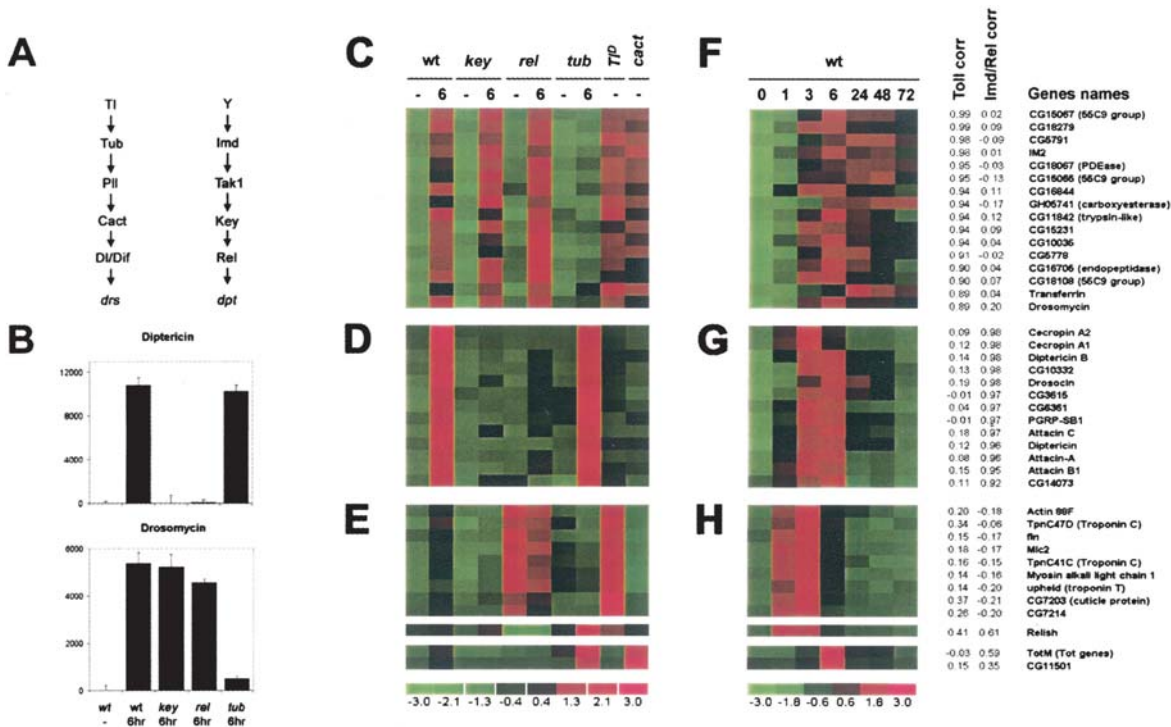 A
Tl Y
Tub Imd
Pll Tak1
Cact Key
Dl/Dif Rel
drs dpt
B
Diptericin
12000
8000
4000
0
Drosomycin
6000
4000
2000
0
wt wt key rel tub
- 6hr 6hr 6hr 6hr
C
wt key rel tub TlD cact
- 6 - 6 - 6 - 6 - -
D
E
-3.0 -2.1 -1.3 -0.4 0.4 1.3 2.1 3.0
F
wt
0 1 3 6 24 48 72
G
H
-3.0 -1.8 -0.6 0.6 1.8 3.0
Toll corr Imd/Rel corr Genes names
0.99 0.02 CG15067 (55C9 group)
0.99 0.09 CG18279
0.98 -0.09 CG5791
0.98 0.01 IM2
0.95 -0.03 CG18067 (PDEase)
0.95 -0.13 CG15065 (55C9 group)
0.94 0.11 CG16844
0.94 -0.17 GH05741 (carboxyesterase)
0.94 0.12 CG11842 (trypsin-like)
0.94 0.09 CG15231
0.94 0.04 CG10035
0.91 -0.02 CG5778
0.90 0.04 CG16705 (endopeptidase)
0.90 0.07 CG18108 (55C9 group)
0.89 0.04 Transferrin
0.89 0.20 Drosomycin
0.09 0.98 Cecropin A2
0.12 0.98 Cecropin A1
0.14 0.98 Diptericin B
0.13 0.98 CG10332
0.19 0.98 Drosocin
-0.01 0.97 CG3615
0.04 0.97 CG6361
-0.01 0.97 PGRP-SB1
0.18 0.97 Attacin C
0.12 0.96 Diptericin
0.08 0.96 Attacin-A
0.15 0.95 Attacin B1
0.11 0.92 CG14073
0.20 -0.18 Actin 88F
0.34 -0.06 TpnC47D (Troponin C)
0.15 -0.17 fln
0.18 -0.17 Mlc2
0.16 -0.15 TpnC41C (Troponin C)
0.14 -0.16 Myosin alkali light chain 1
0.14 -0.20 upheld (troponin T)
0.37 -0.21 CG7203 (cuticle protein)
0.26 -0.20 CG7214
0.41 0.61 Relish
-0.03 0.59 TotM (Tot genes)
0.15 0.35 CG11501